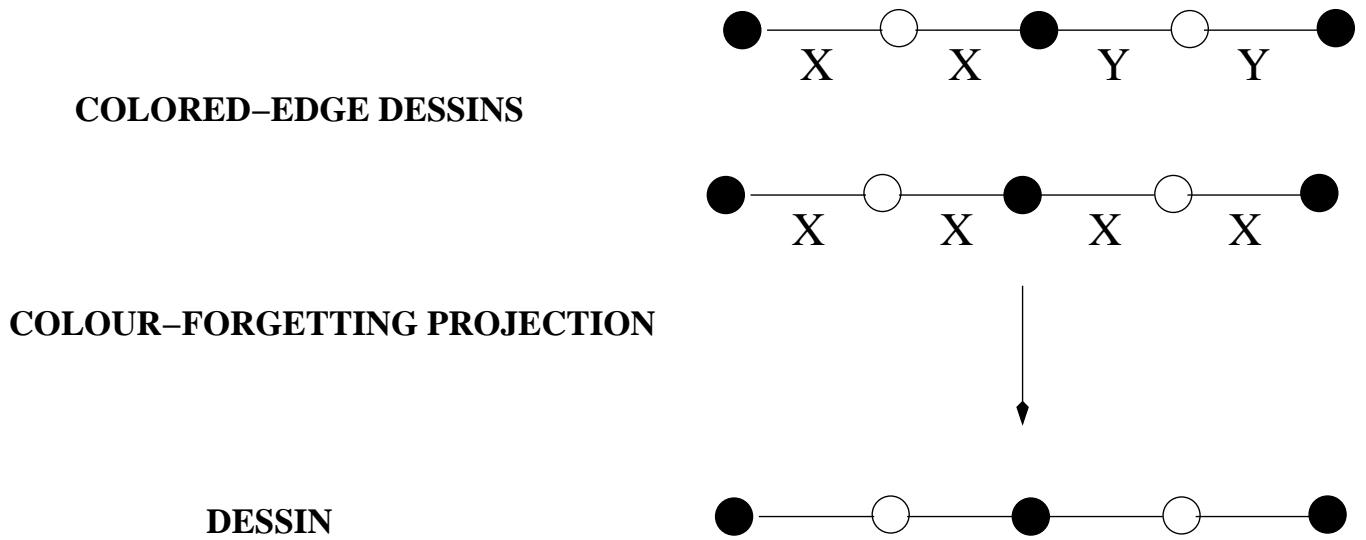 X X Y Y
COLORED–EDGE DESSINS
X X X X
COLOUR–FORGETTING PROJECTION
DESSIN